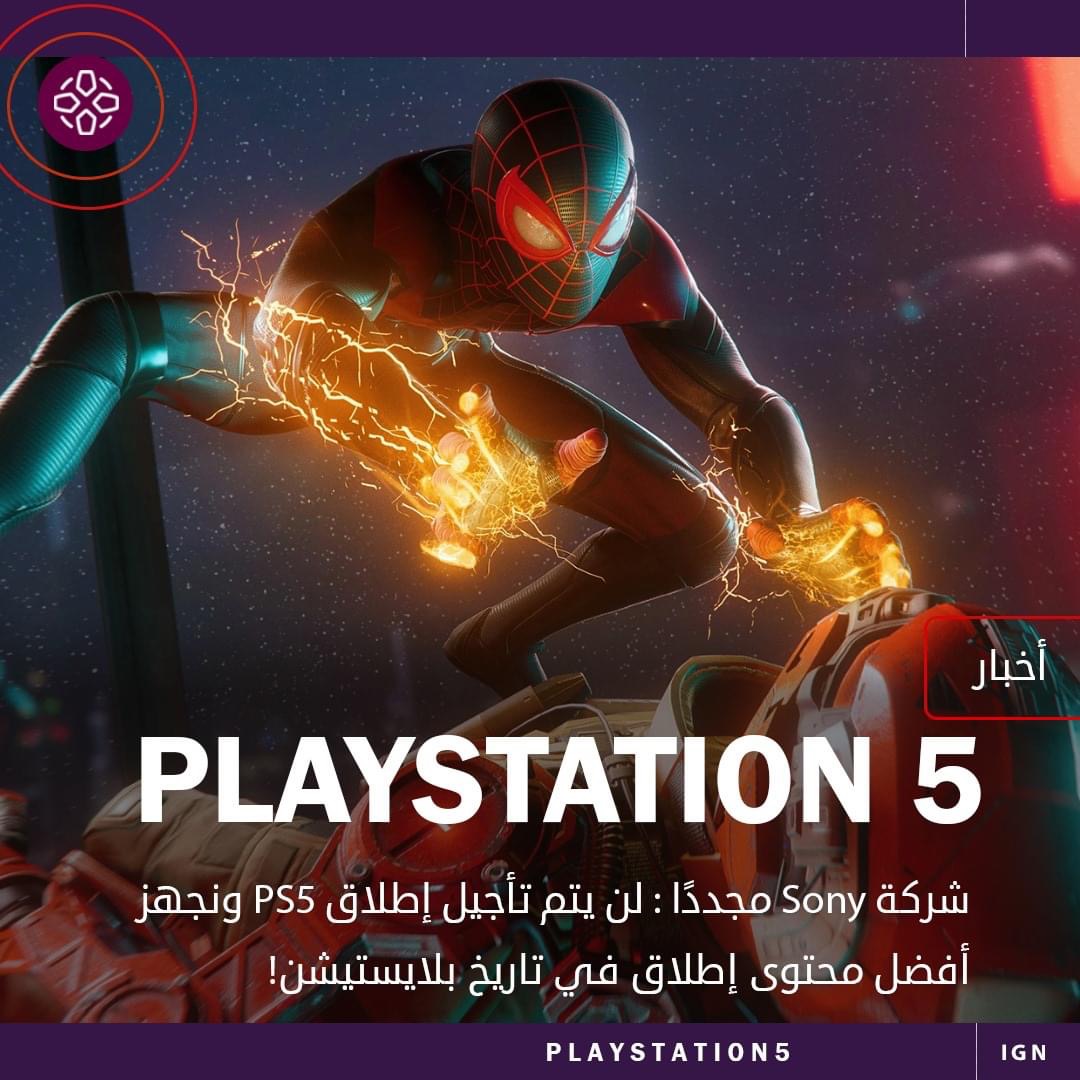 أخبار
PLAYSTATION 5
شركة Sony مجددًا : لن يتم تأجيل إطلاق PS5 ونجهز
أفضل محتوى إطلاق في تاريخ بلايستيشن!
PLAYSTATION5
IGN